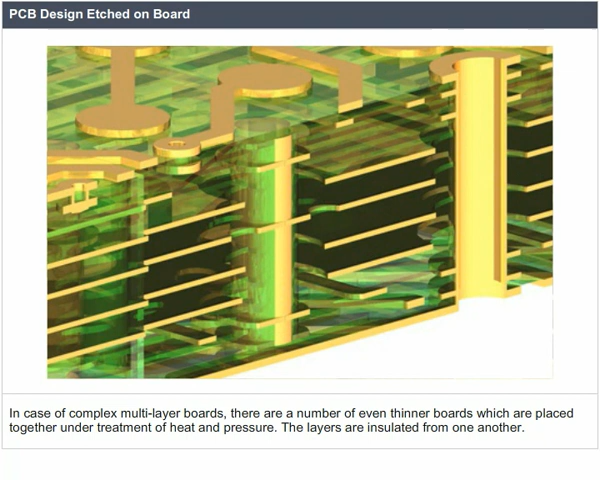 PCB Design Etched on Board
In case of complex multi-layer boards, there are a number of even thinner boards which are placed
together under treatment of heat and pressure. The layers are insulated from one another.